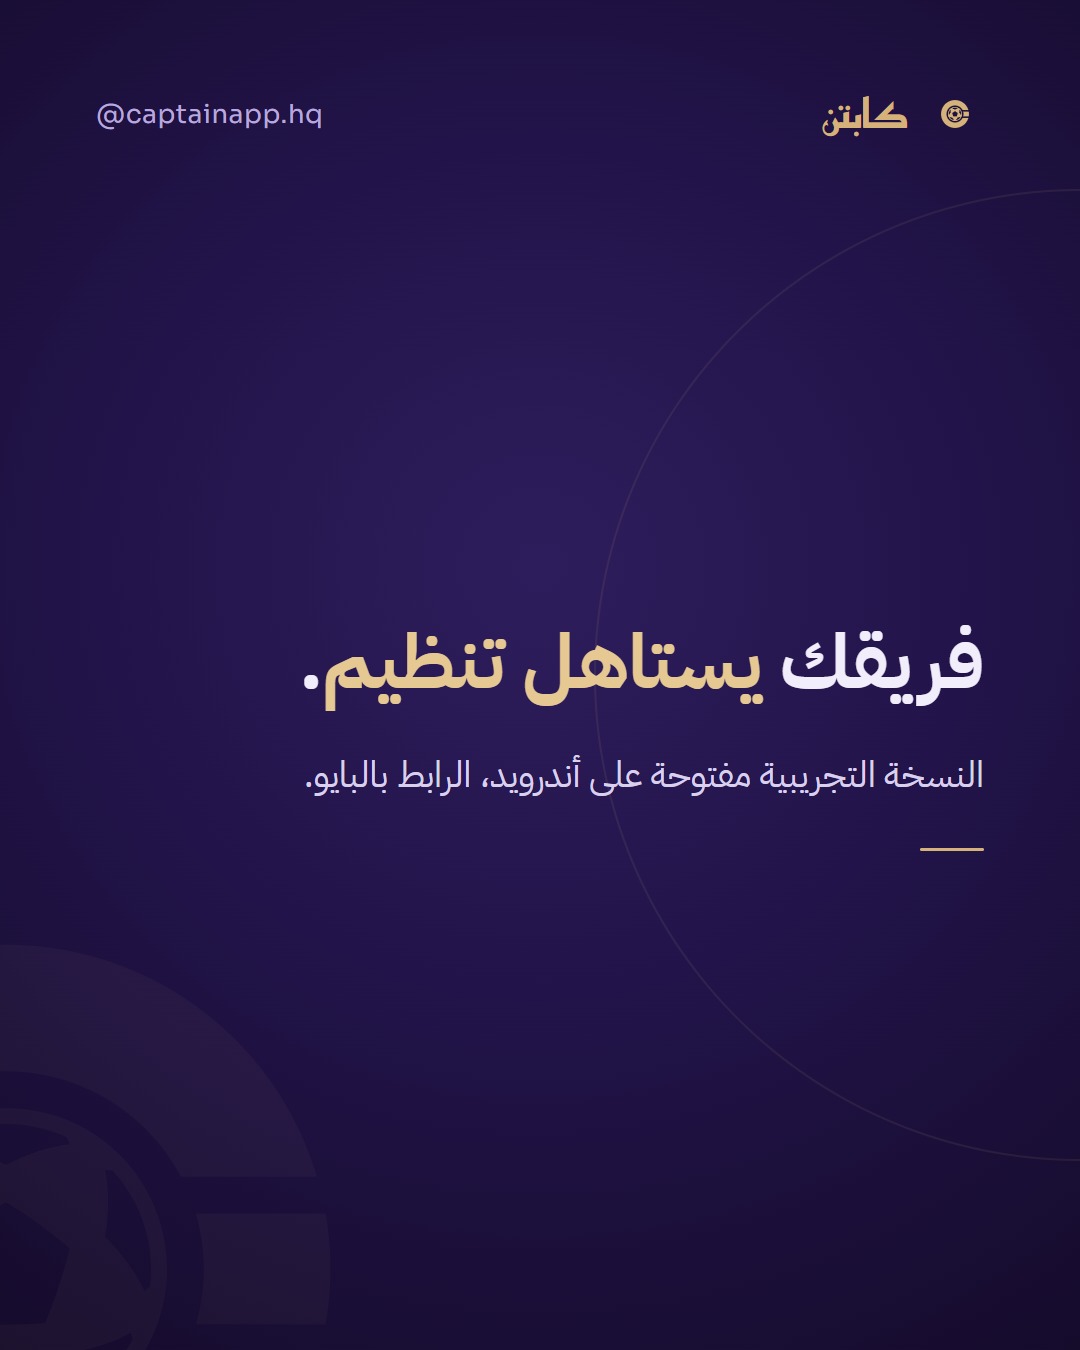 كابتن
@captainapp.hq
فريقك يستاهل تنظيم.
النسخة التجريبية مفتوحة على أندرويد، الرابط بالبايو.